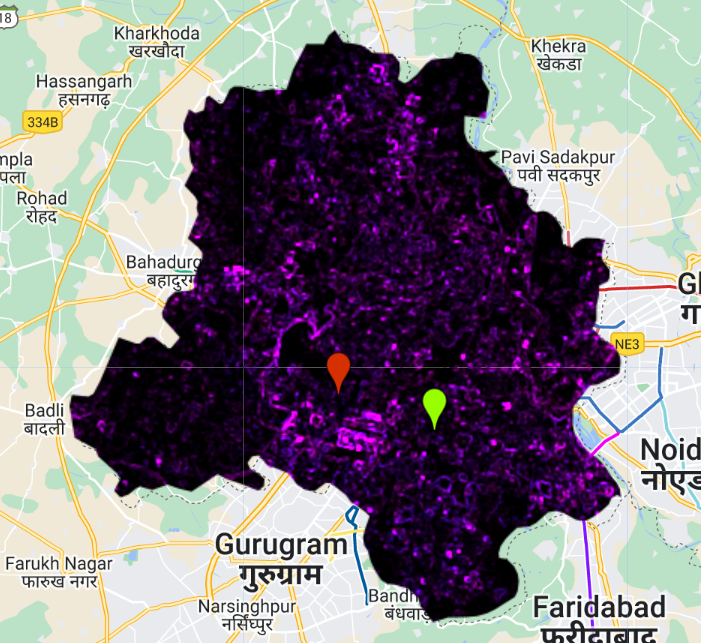 18
Kharkhoda
खरखौदा
Khekra
खेकडा
Hassangarh
हसनगढ़
334B
mpla
पला
Pavi Sadakpur
पवी सदकपुर
Rohad
रोहद
Bahadurg
बहादुरग
G
ग
NE3
Badli
बादली
Noid
नोएड
Gurugram
गुरुग्राम
Farukh Nagar
फारुख नगर
Narsinghpur
नर्सिंघपुर
Bandh
बंधवाड़
Faridabad
फरीदाबाद